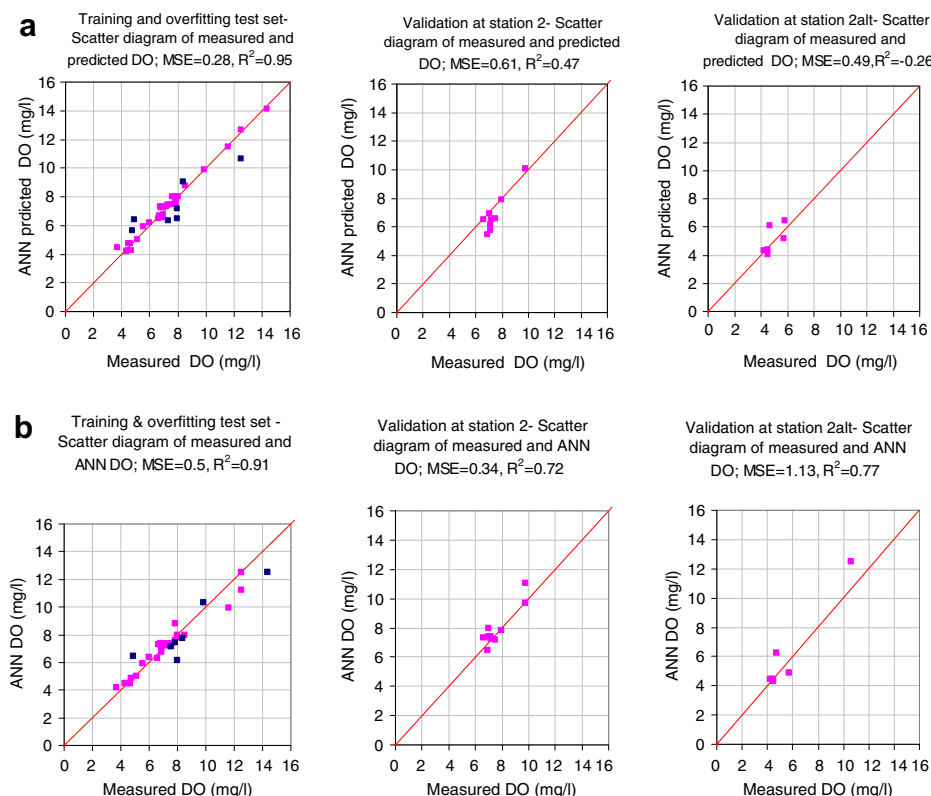 a
Training and overfitting test set-
Scatter diagram of measured and
predicted DO; MSE=0.28, R²=0.95
ANN prdicted DO (mg/l)
16
14
12
10
8
6
4
2
0
0 2 4 6 8 10 12 14 16
Measured DO (mg/l)
Validation at station 2- Scatter
diagram of measured and predicted
DO; MSE=0.61, R²=0.47
ANN prdicted DO (mg/l)
16
14
12
10
8
6
4
2
0
0 2 4 6 8 10 12 14 16
Measured DO (mg/l)
Validation at station 2alt- Scatter
diagram of measured and
predicted DO; MSE=0.49,R²=-0.26
ANN prdicted DO (mg/l)
16
14
12
10
8
6
4
2
0
0 2 4 6 8 10 12 14 16
Measured DO (mg/l)
b
Training & overfitting test set -
Scatter diagram of measured and
ANN DO; MSE=0.5, R²=0.91
ANN DO (mg/l)
16
14
12
10
8
6
4
2
0
0 2 4 6 8 10 12 14 16
Measured DO (mg/l)
Validation at station 2- Scatter
diagram of measured and ANN
DO; MSE=0.34, R²=0.72
ANN DO (mg/l)
16
14
12
10
8
6
4
2
0
0 2 4 6 8 10 12 14 16
Measured DO (mg/l)
Validation at station 2alt- Scatter
diagram of measured and ANN
DO; MSE=1.13, R²=0.77
ANN DO (mg/l)
16
14
12
10
8
6
4
2
0
0 2 4 6 8 10 12 14 16
Measured DO (mg/l)